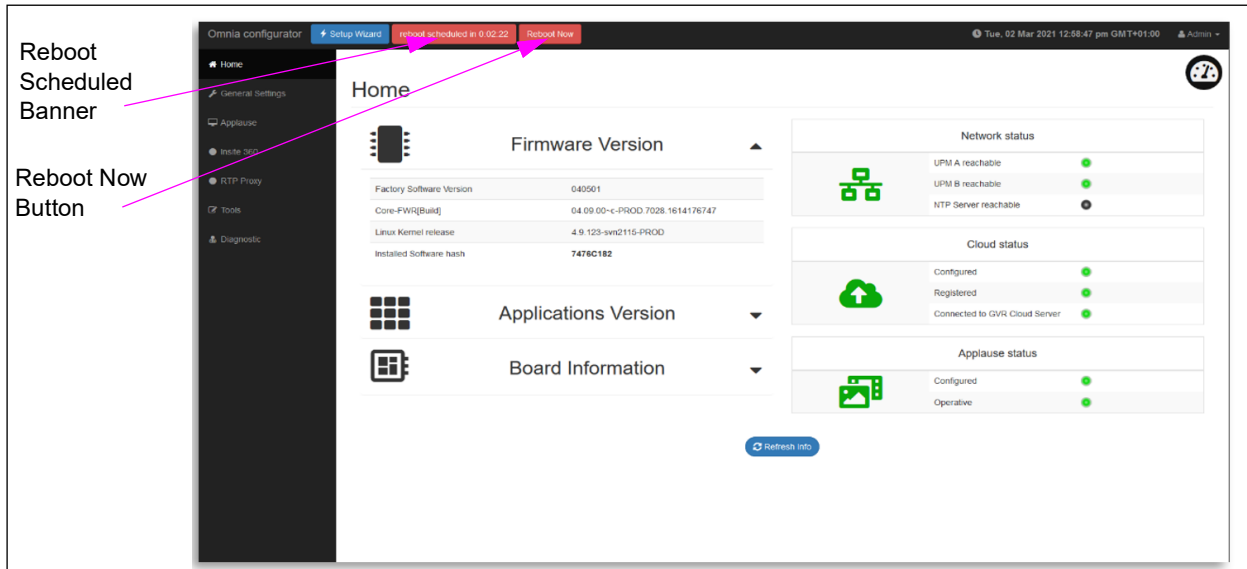 Omnia configurator
Setup Wizard
reboot scheduled in 0:02:22
Reboot Now
Tue, 02 Mar 2021 12:58:47 pm GMT+01:00
Admin
Reboot
Scheduled
Banner
Reboot Now
Button
Home
General Settings
Applause
Insite 360
RTP Proxy
Tools
Diagnostic
Home
Firmware Version
Factory Software Version 040501
Core-FWR[Build] 04.09.00~c-PROD.7028.1614176747
Linux Kernel release 4.9.123-svn2115-PROD
Installed Software hash 7476C182
Applications Version
Board Information
Network status
UPM A reachable
UPM B reachable
NTP Server reachable
Cloud status
Configured
Registered
Connected to GVR Cloud Server
Applause status
Configured
Operative
Refresh Info